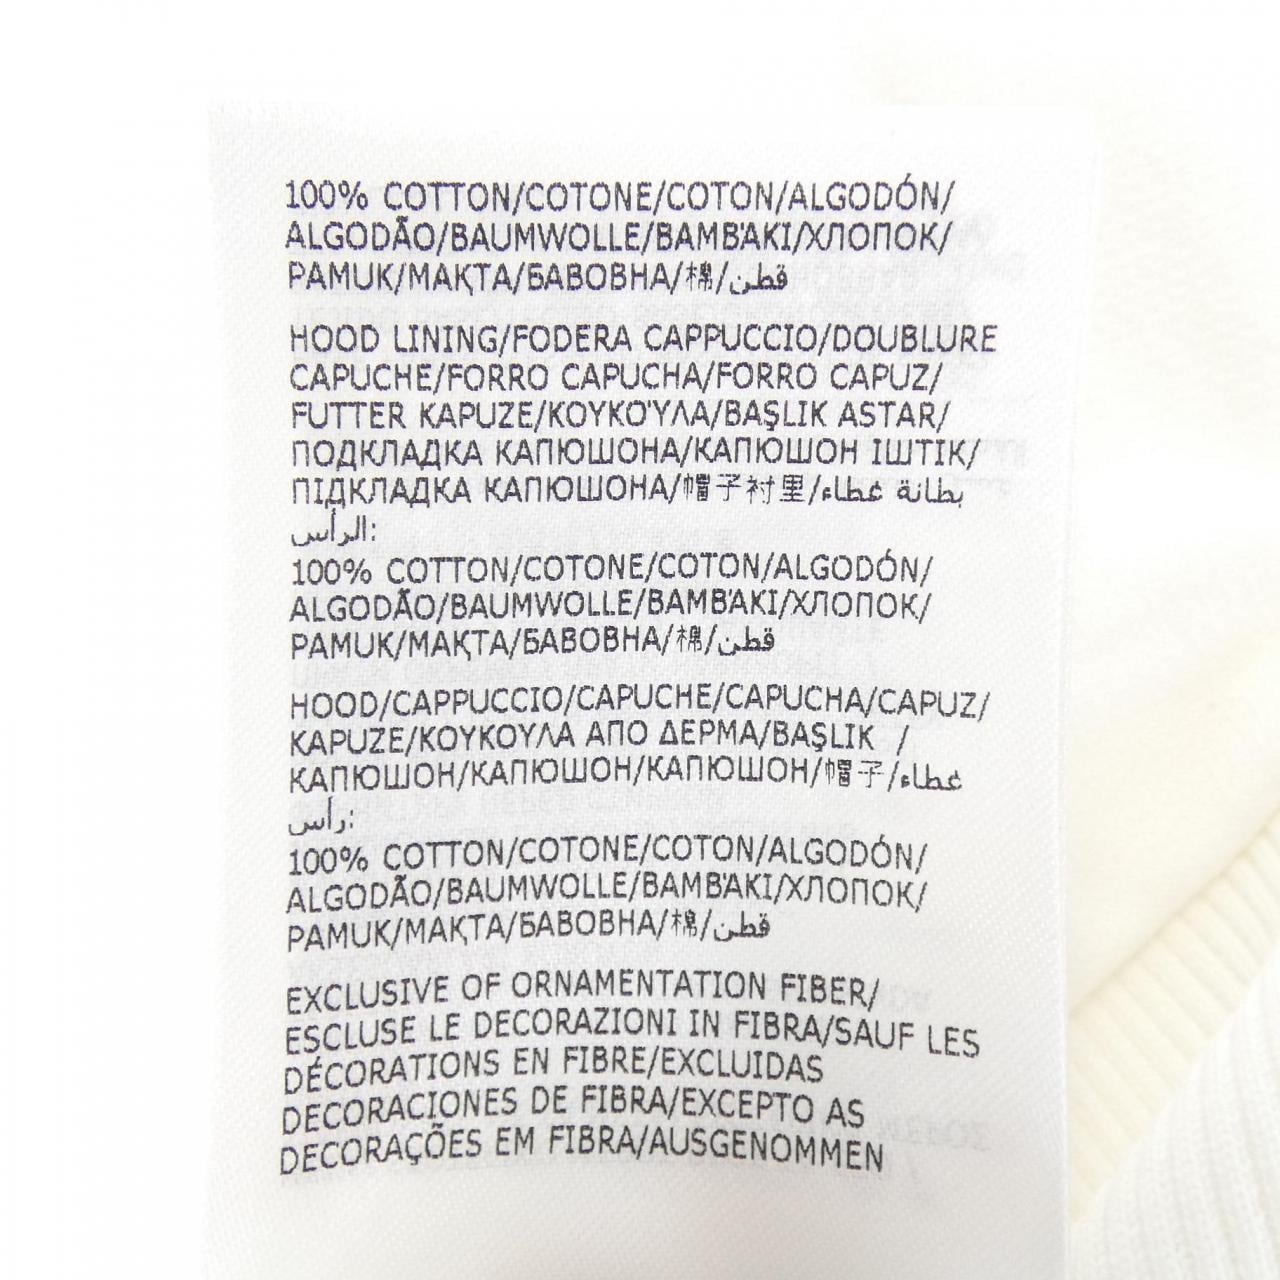 100% COTTON/COTONE/COTON/ALGODÓN/
ALGODÃO/BAUMWOLLE/ΒΑΜΒΆΚΙ/ХЛОПОК/
PAMUK/МАҚТА/БАВОВНА/棉/قطن
HOOD LINING/FODERA CAPPUCCIO/DOUBLURE
CAPUCHE/FORRO CAPUCHA/FORRO CAPUZ/
FUTTER KAPUZE/ΚΟΥΚΟΎΛΑ/BAŞLIK ASTAR/
ПОДКЛАДКА КАПЮШОНА/КАПЮШОН ІШТІК/
ПІДКЛАДКА КАПЮШОНА/帽子衬里/بطانة غطاء
الرأس:
100% COTTON/COTONE/COTON/ALGODÓN/
ALGODÃO/BAUMWOLLE/ΒΑΜΒΆΚΙ/ХЛОПОК/
PAMUK/МАҚТА/БАВОВНА/棉/قطن
HOOD/CAPPUCCIO/CAPUCHE/CAPUCHA/CAPUZ/
KAPUZE/ΚΟΥΚΟΥΛΑ ΑΠΟ ΔΕΡΜΑ/BAŞLIK /
КАПЮШОН/КАПЮШОН/КАПЮШОН/帽子/غطاء
رأس:
100% COTTON/COTONE/COTON/ALGODÓN/
ALGODÃO/BAUMWOLLE/ΒΑΜΒΆΚΙ/ХЛОПОК/
PAMUK/МАҚТА/БАВОВНА/棉/قطن
EXCLUSIVE OF ORNAMENTATION FIBER/
ESCLUSE LE DECORAZIONI IN FIBRA/SAUF LES
DÉCORATIONS EN FIBRE/EXCLUIDAS
DECORACIONES DE FIBRA/EXCEPTO AS
DECORAÇÕES EM FIBRA/AUSGENOMMEN